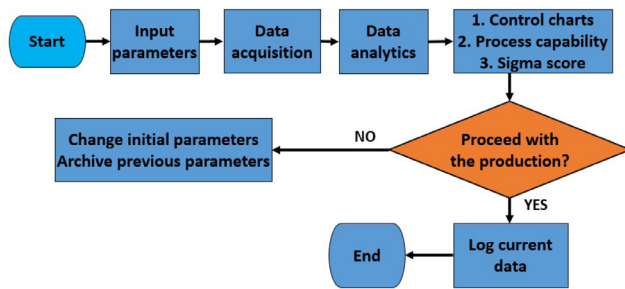 Start
Input
parameters
Data
acquisition
Data
analytics
1. Control charts
2. Process capability
3. Sigma score
Proceed with
the production?
NO
Change initial parameters
Archive previous parameters
YES
Log current
data
End